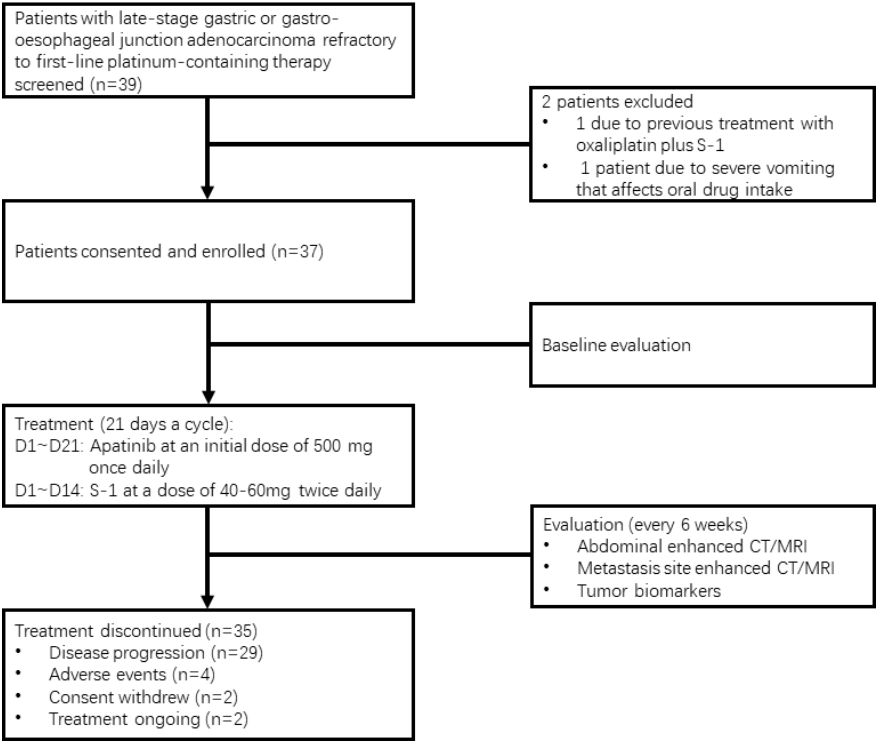 Patients with late-stage gastric or gastro-
oesophageal junction adenocarcinoma refractory
to first-line platinum-containing therapy
screened (n=39)
2 patients excluded
• 1 due to previous treatment with
oxaliplatin plus S-1
• 1 patient due to severe vomiting
that affects oral drug intake
Patients consented and enrolled (n=37)
Baseline evaluation
Treatment (21 days a cycle):
D1~D21: Apatinib at an initial dose of 500 mg
once daily
D1~D14: S-1 at a dose of 40-60mg twice daily
Evaluation (every 6 weeks)
• Abdominal enhanced CT/MRI
• Metastasis site enhanced CT/MRI
• Tumor biomarkers
Treatment discontinued (n=35)
• Disease progression (n=29)
• Adverse events (n=4)
• Consent withdrew (n=2)
• Treatment ongoing (n=2)